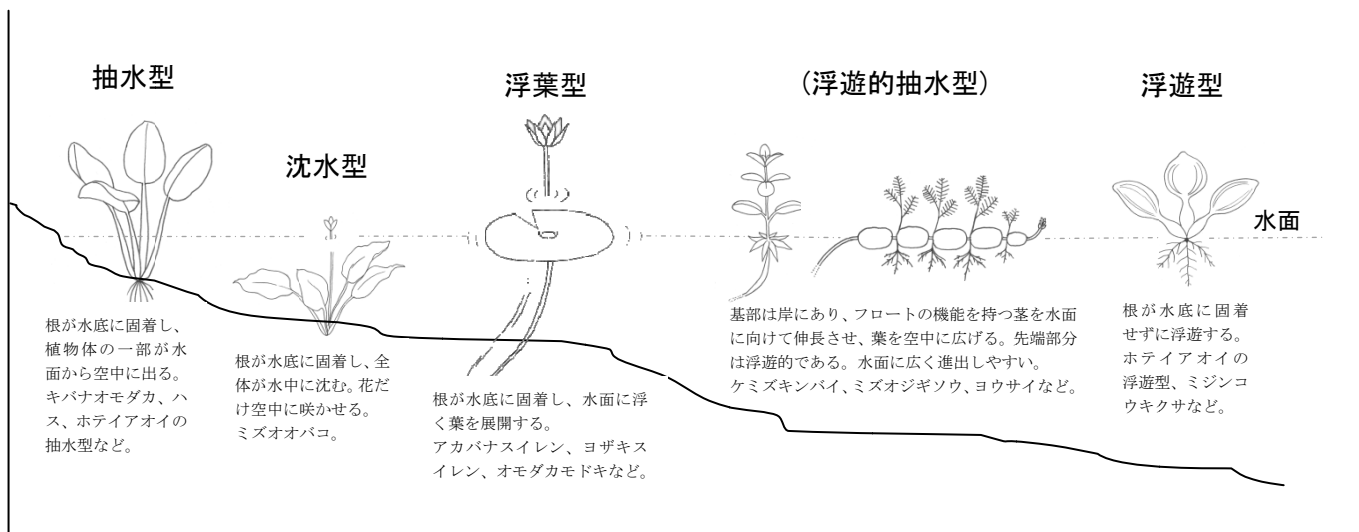 抽水型
根が水底に固着し、
植物体の一部が水
面から空中に出る。
キバナオモダカ、ハ
ス、ホテイアオイの
抽水型など。
沈水型
根が水底に固着し、全
体が水中に沈む。花だ
け空中に咲かせる。
ミズオオバコ。
浮葉型
根が水底に固着し、水面に浮
く葉を展開する。
アカバナスイレン、ヨザキス
イレン、オモダカモドキなど。
(浮遊的抽水型)
基部は岸にあり、フロートの機能を持つ茎を水面
に向けて伸長させ、葉を空中に広げる。先端部分
は浮遊的である。水面に広く進出しやすい。
ケミズキンバイ、ミズオジギソウ、ヨウサイなど。
浮遊型
水面
根が水底に固着
せずに浮遊する。
ホテイアオイの
浮遊型、ミジンコ
ウキクサなど。